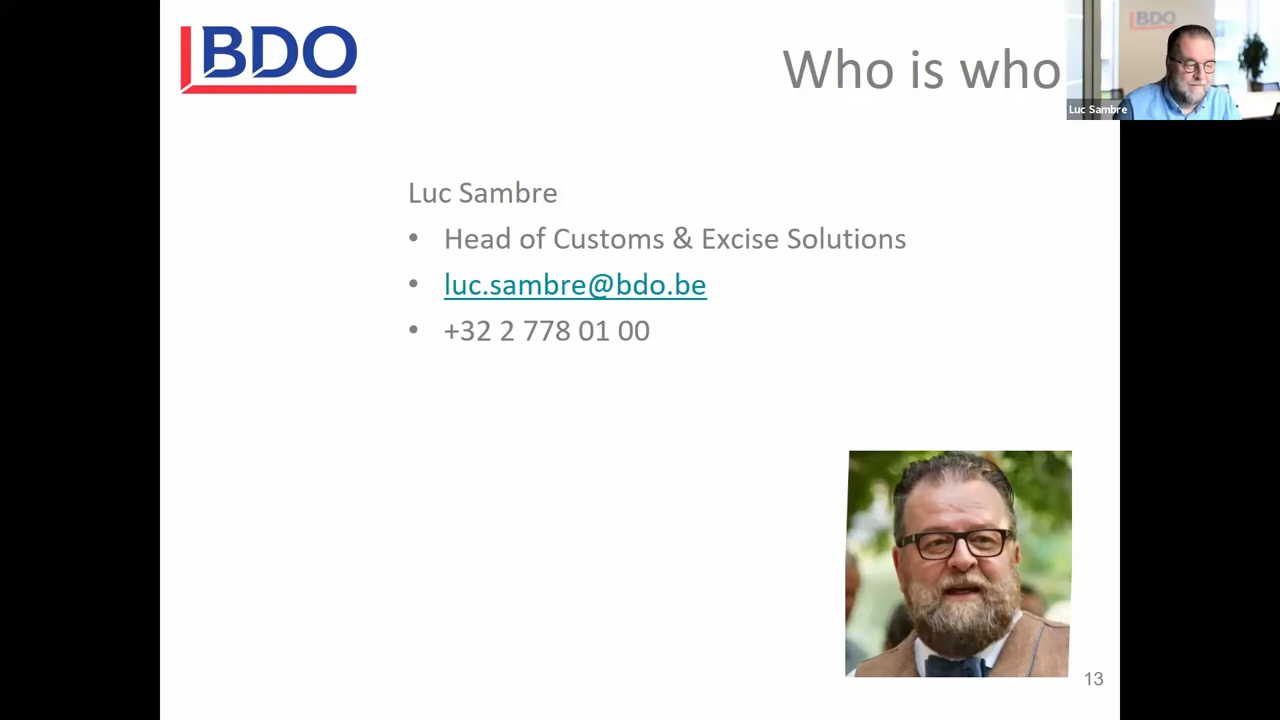 BDO
Who is who
BDO
Luc Sambre
Luc Sambre
• Head of Customs & Excise Solutions
• luc.sambre@bdo.be
• +32 2 778 01 00
13